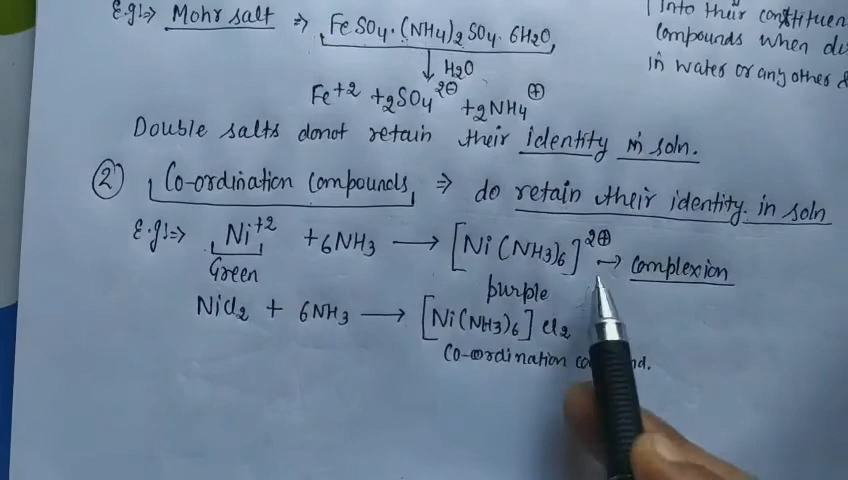 E.g:⇒ Mohr salt ⇒ FeSO4·(NH4)2SO4·6H2O
↓ H2O
Fe+2 + 2SO4 2⊖ + 2NH4 ⊕
into their constituen
compounds when di
in water or any other
Double salts donot retain their identity in soln.
② Co-ordination compounds ⇒ do retain their identity in soln
E.g:⇒ Ni+2 + 6NH3 → [Ni(NH3)6]2⊕ → complexion
Green purple
NiCl2 + 6NH3 → [Ni(NH3)6]Cl2
Co-ordination